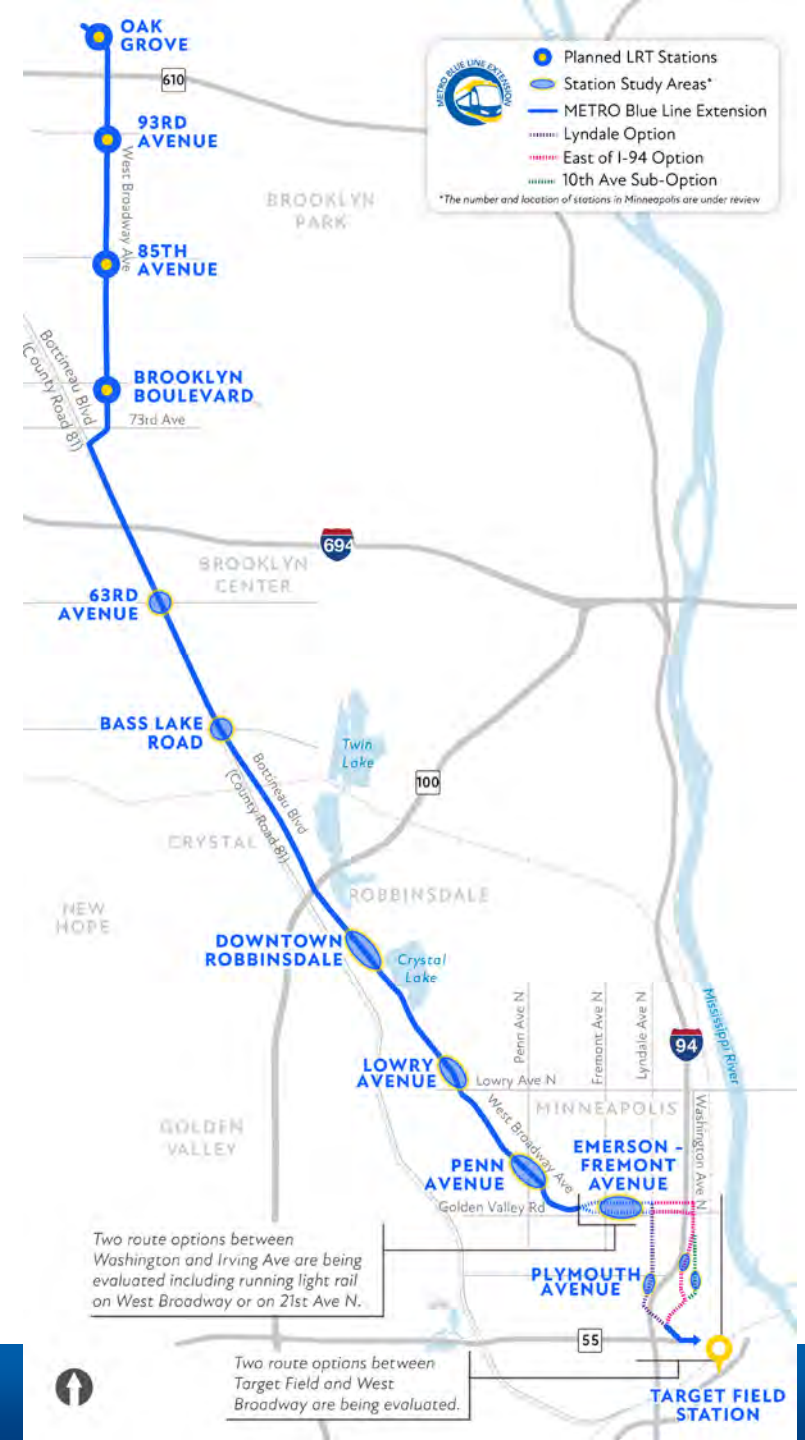 OAK
GROVE
610
METRO BLUE LINE EXTENSION
Planned LRT Stations
Station Study Areas*
METRO Blue Line Extension
Lyndale Option
East of I-94 Option
10th Ave Sub-Option
*The number and location of stations in Minneapolis are under review
93RD
AVENUE
West Broadway Ave
BROOKLYN
PARK
85TH
AVENUE
Bottineau Blvd
(County Road 81)
BROOKLYN
BOULEVARD
73rd Ave
694
BROOKLYN
CENTER
63RD
AVENUE
BASS LAKE
ROAD
Twin
Lake
Bottineau Blvd
(County Road 81)
100
CRYSTAL
ROBBINSDALE
NEW
HOPE
DOWNTOWN
ROBBINSDALE
Crystal
Lake
Penn Ave N
Fremont Ave N
Lyndale Ave N
Mississippi River
94
LOWRY
AVENUE
Lowry Ave N
West Broadway Ave
MINNEAPOLIS
Washington Ave N
GOLDEN
VALLEY
PENN
AVENUE
EMERSON -
FREMONT
AVENUE
Golden Valley Rd
Two route options between
Washington and Irving Ave are being
evaluated including running light rail
on West Broadway or on 21st Ave N.
PLYMOUTH
AVENUE
55
Two route options between
Target Field and West
Broadway are being evaluated.
TARGET FIELD
STATION